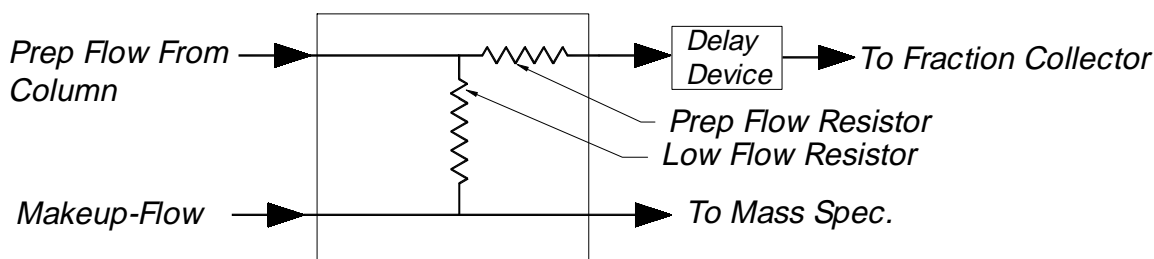 Prep Flow From
Column
Delay
Device
To Fraction Collector
Prep Flow Resistor
Low Flow Resistor
Makeup-Flow
To Mass Spec.